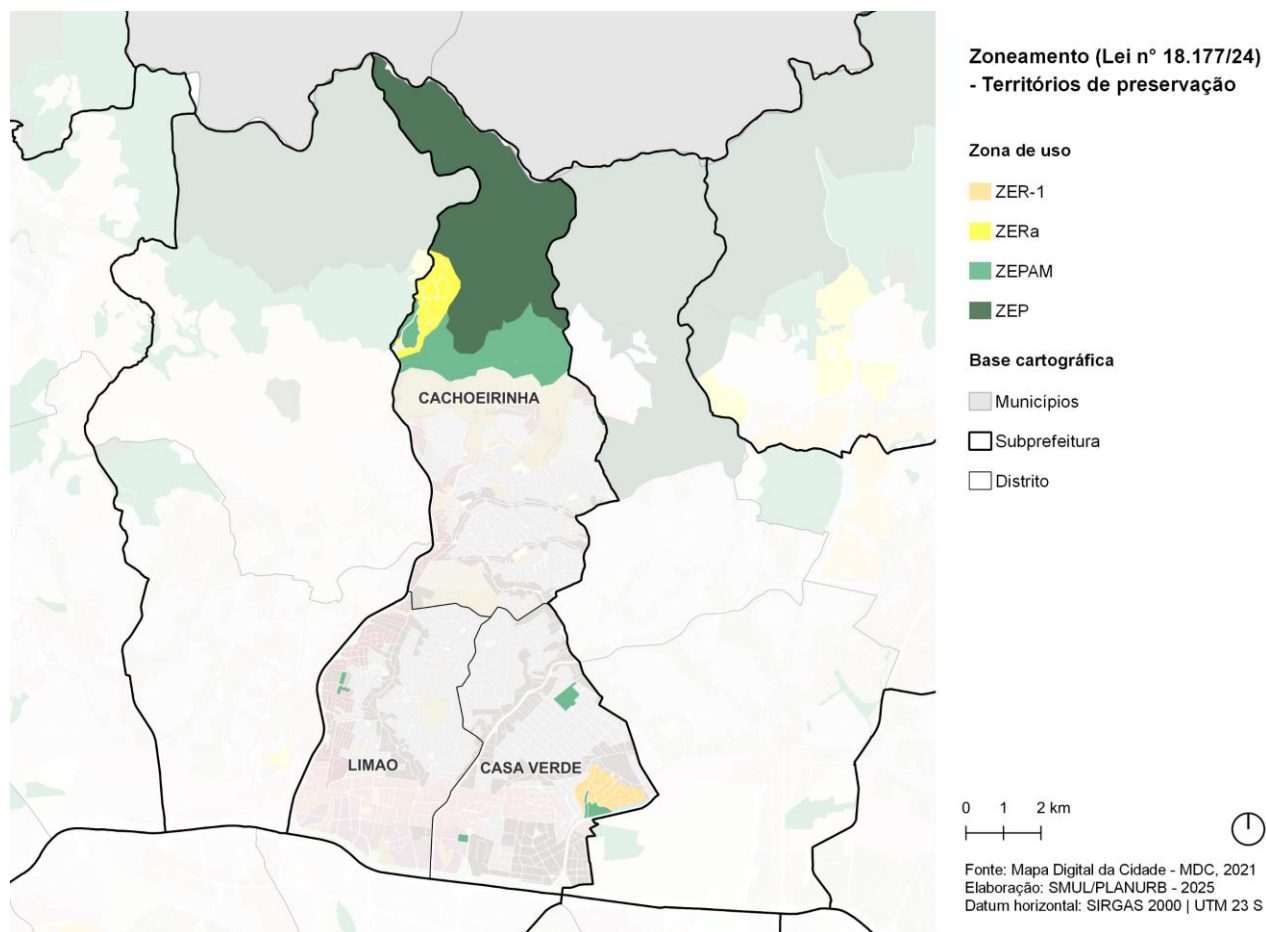 Zoneamento (Lei n° 18.177/24)
- Territórios de preservação
Zona de uso
ZER-1
ZERa
ZEPAM
ZEP
Base cartográfica
Municípios
Subprefeitura
Distrito
CACHOEIRINHA
LIMAO
CASA VERDE
0 1 2 km
Fonte: Mapa Digital da Cidade - MDC, 2021
Elaboração: SMUL/PLANURB - 2025
Datum horizontal: SIRGAS 2000 | UTM 23 S